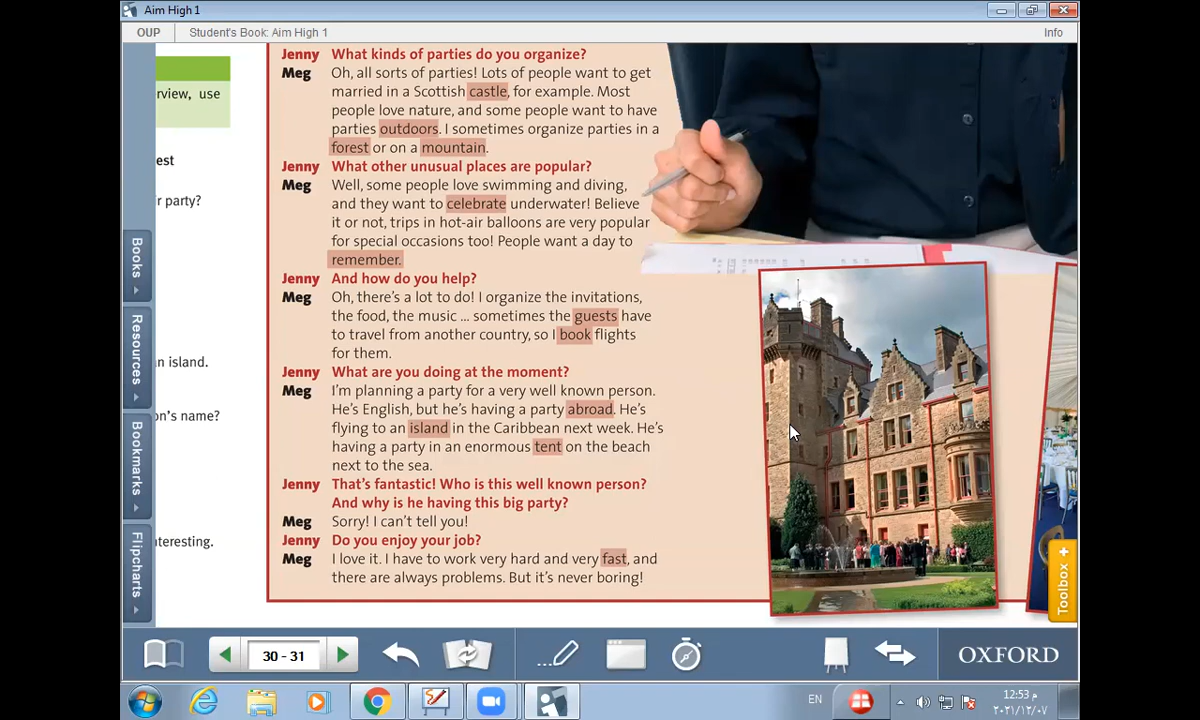 Aim High 1
OUP
Student's Book: Aim High 1
Info
Jenny What kinds of parties do you organize?
Meg Oh, all sorts of parties! Lots of people want to get
married in a Scottish castle, for example. Most
people love nature, and some people want to have
parties outdoors. I sometimes organize parties in a
forest or on a mountain.
Jenny What other unusual places are popular?
Meg Well, some people love swimming and diving,
and they want to celebrate underwater! Believe
it or not, trips in hot-air balloons are very popular
for special occasions too! People want a day to
remember.
Jenny And how do you help?
Meg Oh, there's a lot to do! I organize the invitations,
the food, the music ... sometimes the guests have
to travel from another country, so I book flights
for them.
Jenny What are you doing at the moment?
Meg I'm planning a party for a very well known person.
He's English, but he's having a party abroad. He's
flying to an island in the Caribbean next week. He's
having a party in an enormous tent on the beach
next to the sea.
Jenny That's fantastic! Who is this well known person?
And why is he having this big party?
Meg Sorry! I can't tell you!
Jenny Do you enjoy your job?
Meg I love it. I have to work very hard and very fast, and
there are always problems. But it's never boring!
rview, use
est
r party?
n island.
on's name?
teresting.
Books
Resources
Bookmarks
Flipcharts
Toolbox +
30 - 31
OXFORD
EN
12:53 م
٢٠٢١/١٢/٠٧